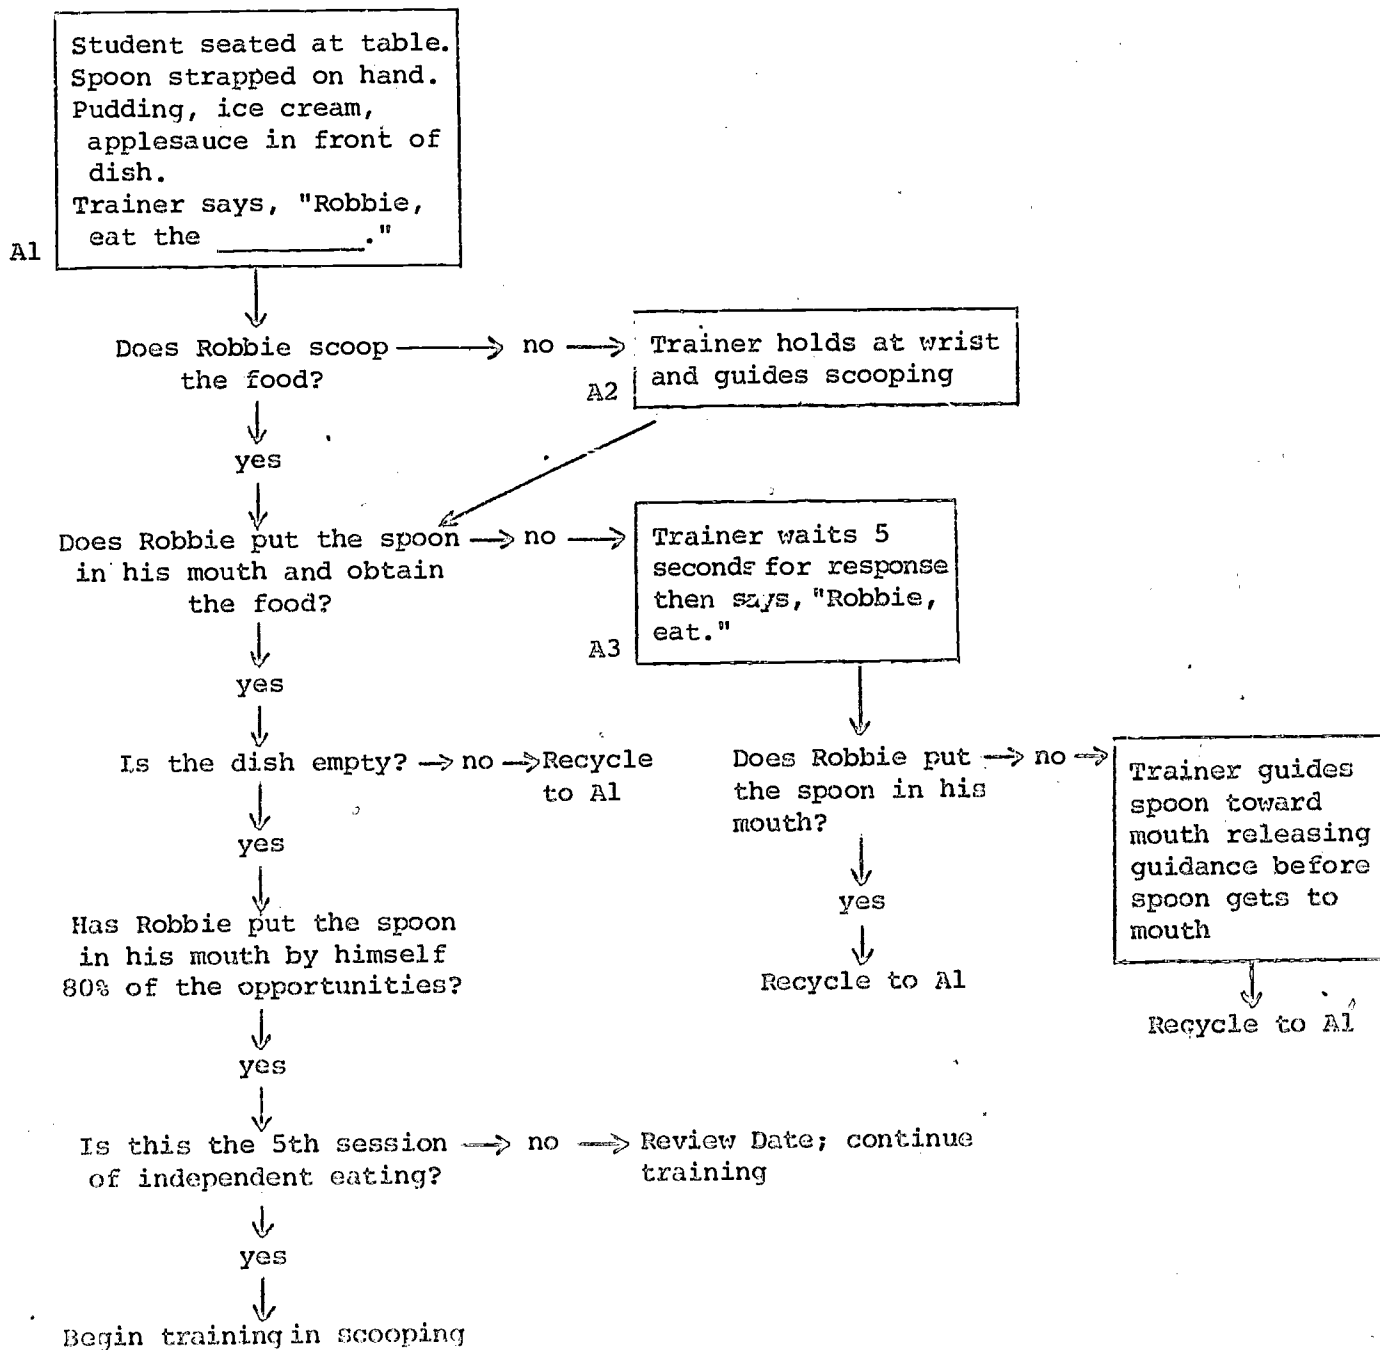 Student seated at table.
Spoon strapped on hand.
Pudding, ice cream,
applesauce in front of
dish.
Trainer says, "Robbie,
eat the ________."
A1
Does Robbie scoop
the food?
no
Trainer holds at wrist
and guides scooping
A2
yes
Does Robbie put the spoon
in his mouth and obtain
the food?
no
Trainer waits 5
seconds for response
then says, "Robbie,
eat."
A3
yes
Is the dish empty?
no
Recycle
to A1
Does Robbie put
the spoon in his
mouth?
no
Trainer guides
spoon toward
mouth releasing
guidance before
spoon gets to
mouth
yes
Recycle to A1
Recycle to A1
yes
Has Robbie put the spoon
in his mouth by himself
80% of the opportunities?
yes
Is this the 5th session
of independent eating?
no
Review Date; continue
training
yes
Begin training in scooping